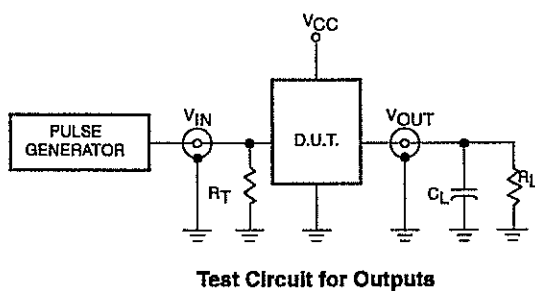 VCC
VIN
VOUT
PULSE
GENERATOR
D.U.T.
RT
CL
RL
Test Circuit for Outputs